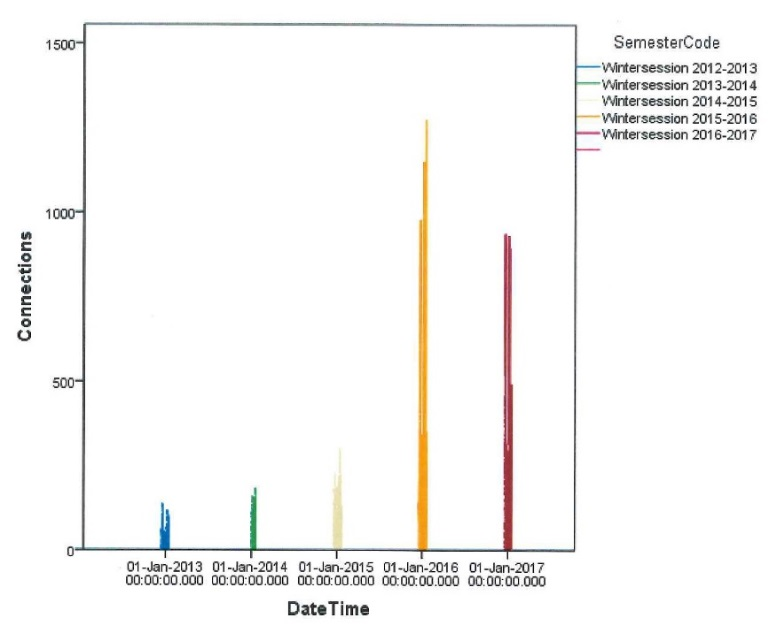 SemesterCode
Wintersession 2012-2013
Wintersession 2013-2014
Wintersession 2014-2015
Wintersession 2015-2016
Wintersession 2016-2017
1500
1000
500
0
Connections
01-Jan-2013 01-Jan-2014 01-Jan-2015 01-Jan-2016 01-Jan-2017
00:00:00.000 00:00:00.000 00:00:00.000 00:00:00.000 00:00:00.000
DateTime